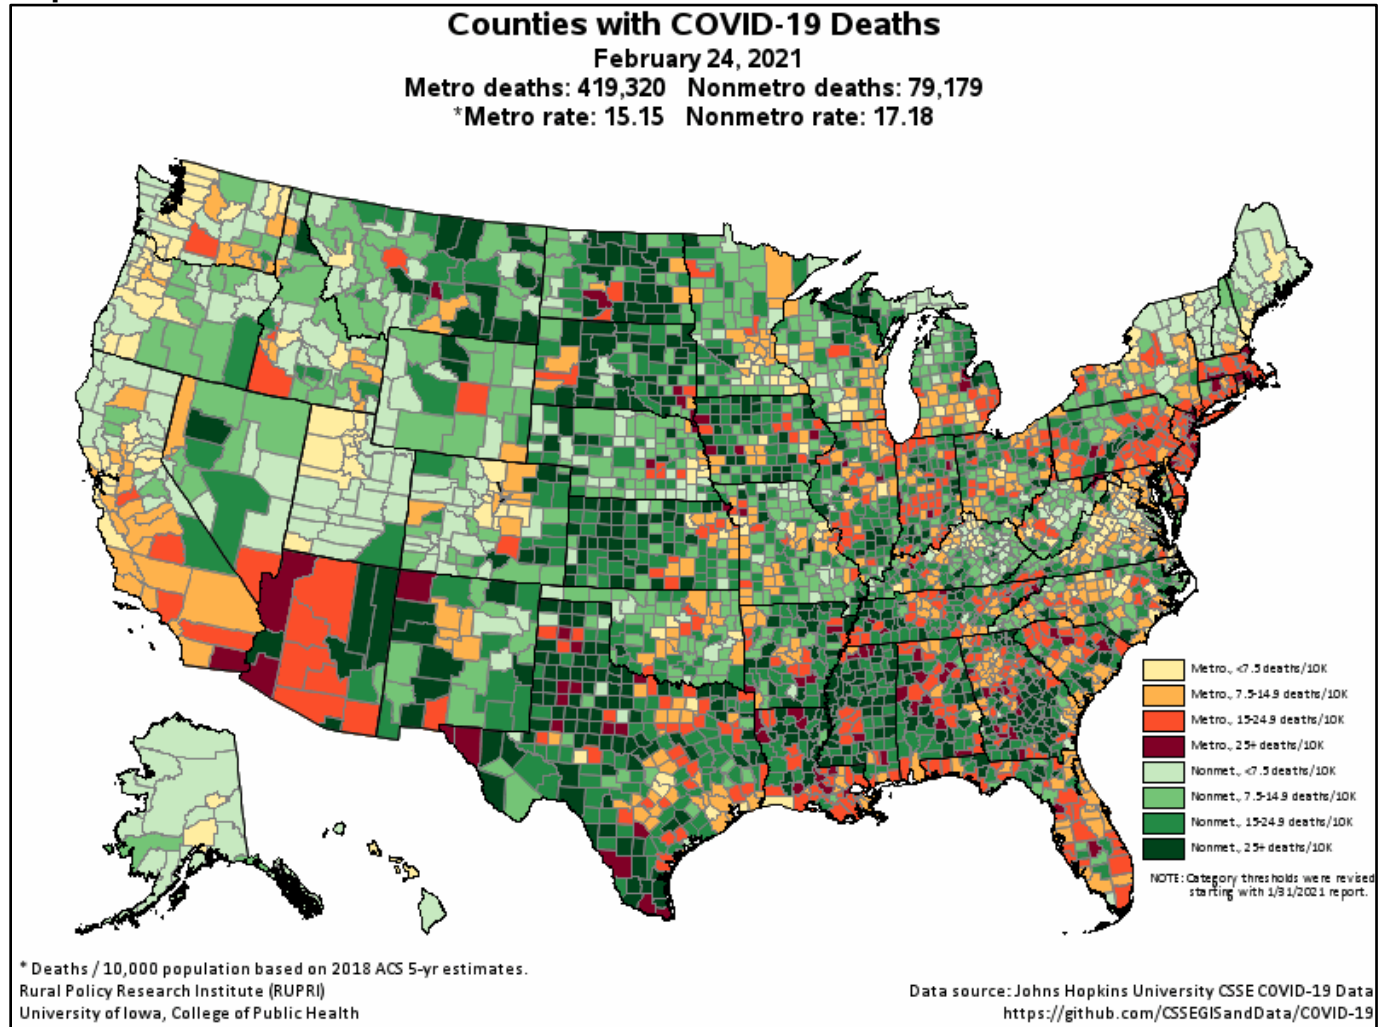 Counties with COVID-19 Deaths
February 24, 2021
Metro deaths: 419,320 Nonmetro deaths: 79,179
*Metro rate: 15.15 Nonmetro rate: 17.18
Metro., <7.5 deaths/10K
Metro., 7.5-14.9 deaths/10K
Metro., 15-24.9 deaths/10K
Metro., 25+ deaths/10K
Nonmet., <7.5 deaths/10K
Nonmet., 7.5-14.9 deaths/10K
Nonmet., 15-24.9 deaths/10K
Nonmet., 25+ deaths/10K
NOTE: Category thresholds were revised
starting with 1/31/2021 report.
* Deaths / 10,000 population based on 2018 ACS 5-yr estimates.
Rural Policy Research Institute (RUPRI)
University of Iowa, College of Public Health
Data source: Johns Hopkins University CSSE COVID-19 Data
https://github.com/CSSEGISandData/COVID-19